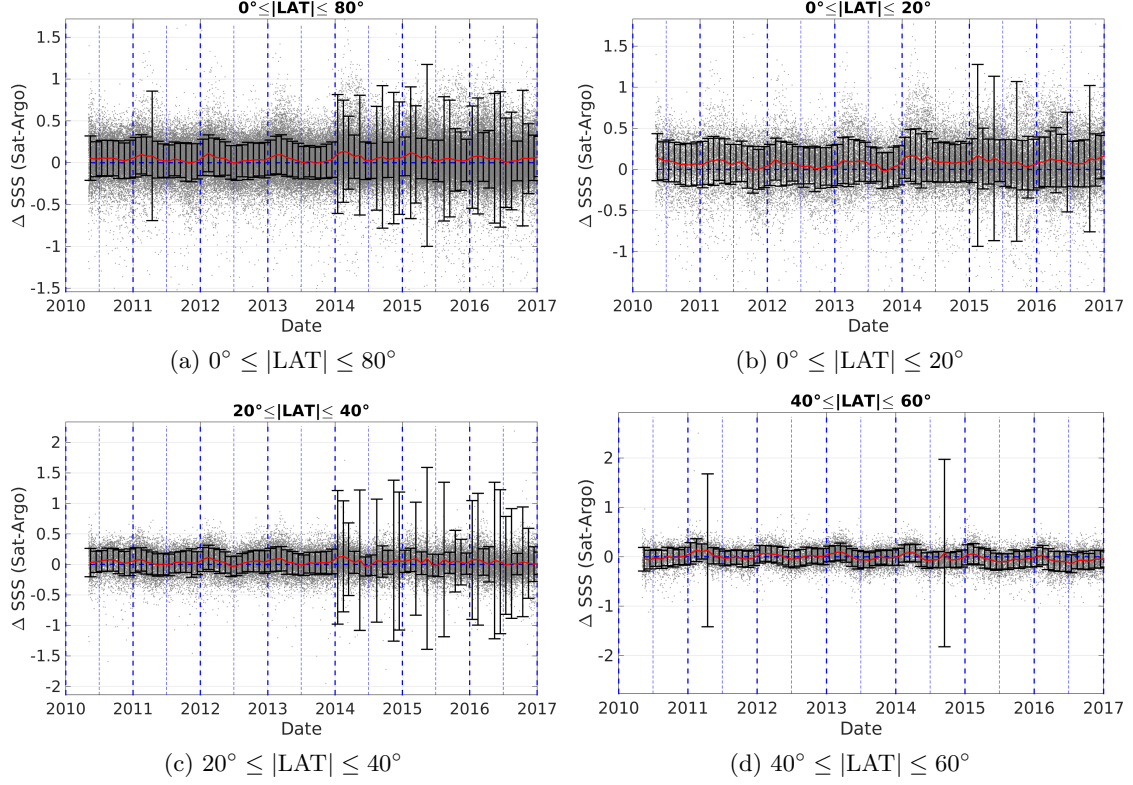 0°≤|LAT|≤ 80°
Δ SSS (Sat-Argo)
1.5
1
0.5
0
-0.5
-1
-1.5
2010 2011 2012 2013 2014 2015 2016 2017
Date
(a) 0° ≤ |LAT| ≤ 80°
0°≤|LAT|≤ 20°
Δ SSS (Sat-Argo)
1.5
1
0.5
0
-0.5
-1
2010 2011 2012 2013 2014 2015 2016 2017
Date
(b) 0° ≤ |LAT| ≤ 20°
20°≤|LAT|≤ 40°
Δ SSS (Sat-Argo)
2
1.5
1
0.5
0
-0.5
-1
-1.5
-2
2010 2011 2012 2013 2014 2015 2016 2017
Date
(c) 20° ≤ |LAT| ≤ 40°
40°≤|LAT|≤ 60°
Δ SSS (Sat-Argo)
2
1
0
-1
-2
2010 2011 2012 2013 2014 2015 2016 2017
Date
(d) 40° ≤ |LAT| ≤ 60°